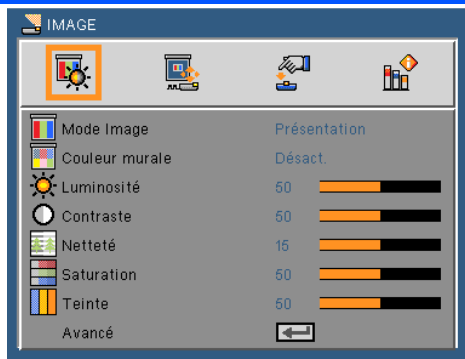 IMAGE
Mode Image Présentation
Couleur murale Désact.
Luminosité 50
Contraste 50
Netteté 15
Saturation 50
Teinte 50
Avancé